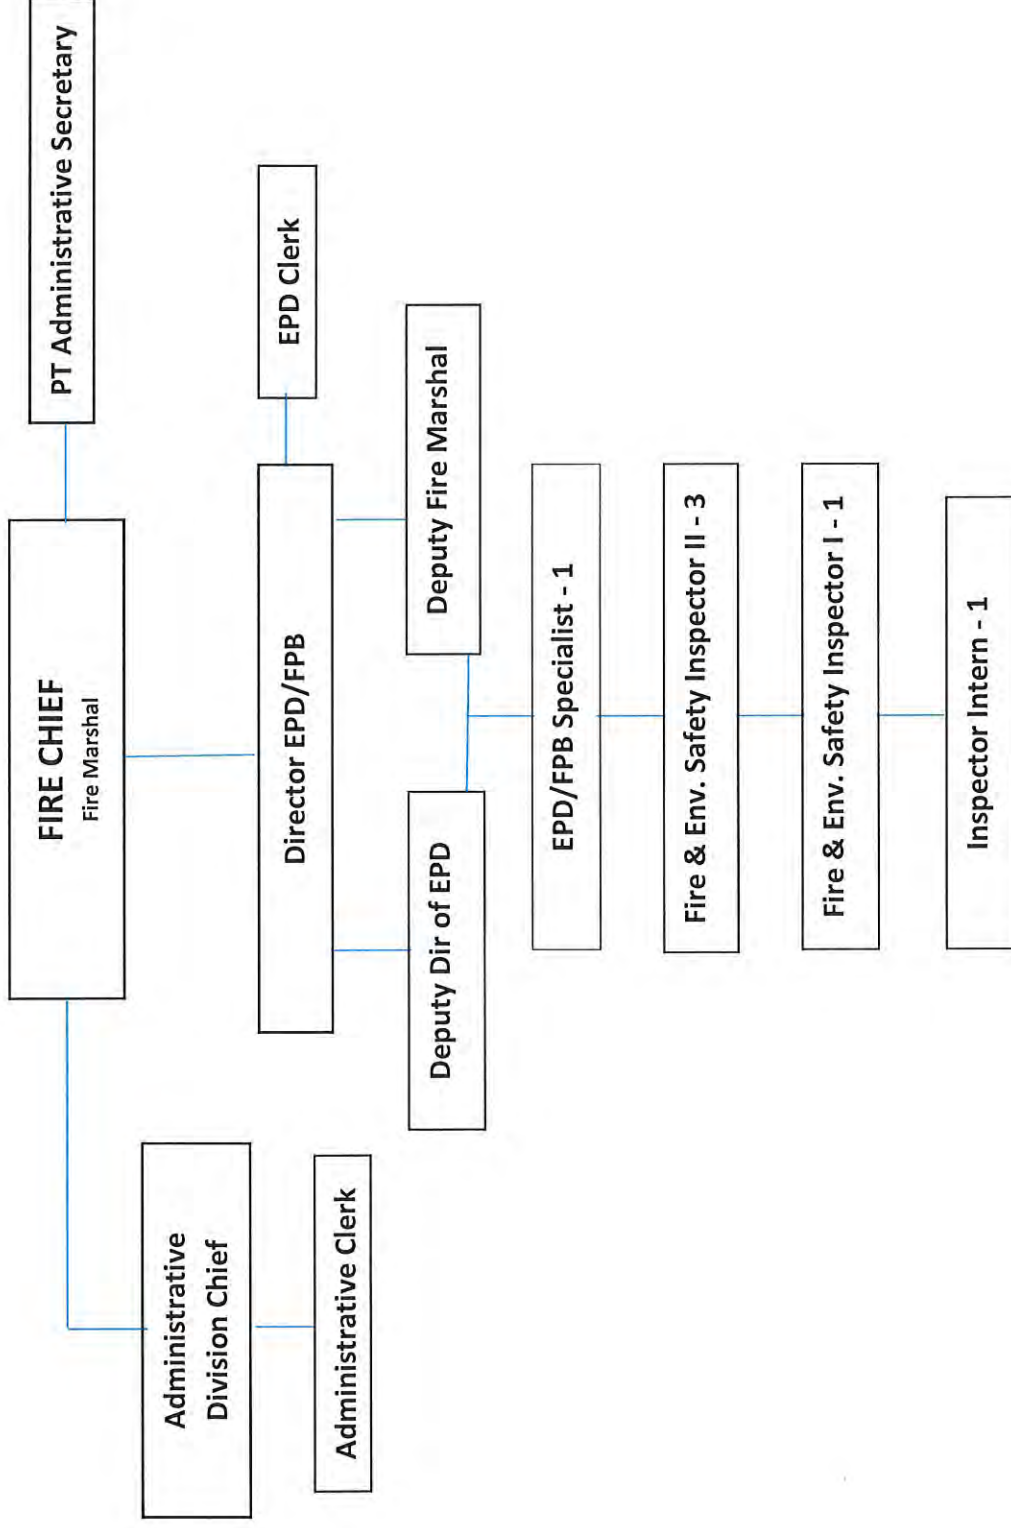 FIRE CHIEF
Fire Marshal
PT Administrative Secretary
Administrative
Division Chief
Director EPD/FPB
EPD Clerk
Administrative Clerk
Deputy Dir of EPD
Deputy Fire Marshal
EPD/FPB Specialist - 1
Fire & Env. Safety Inspector II - 3
Fire & Env. Safety Inspector I - 1
Inspector Intern - 1